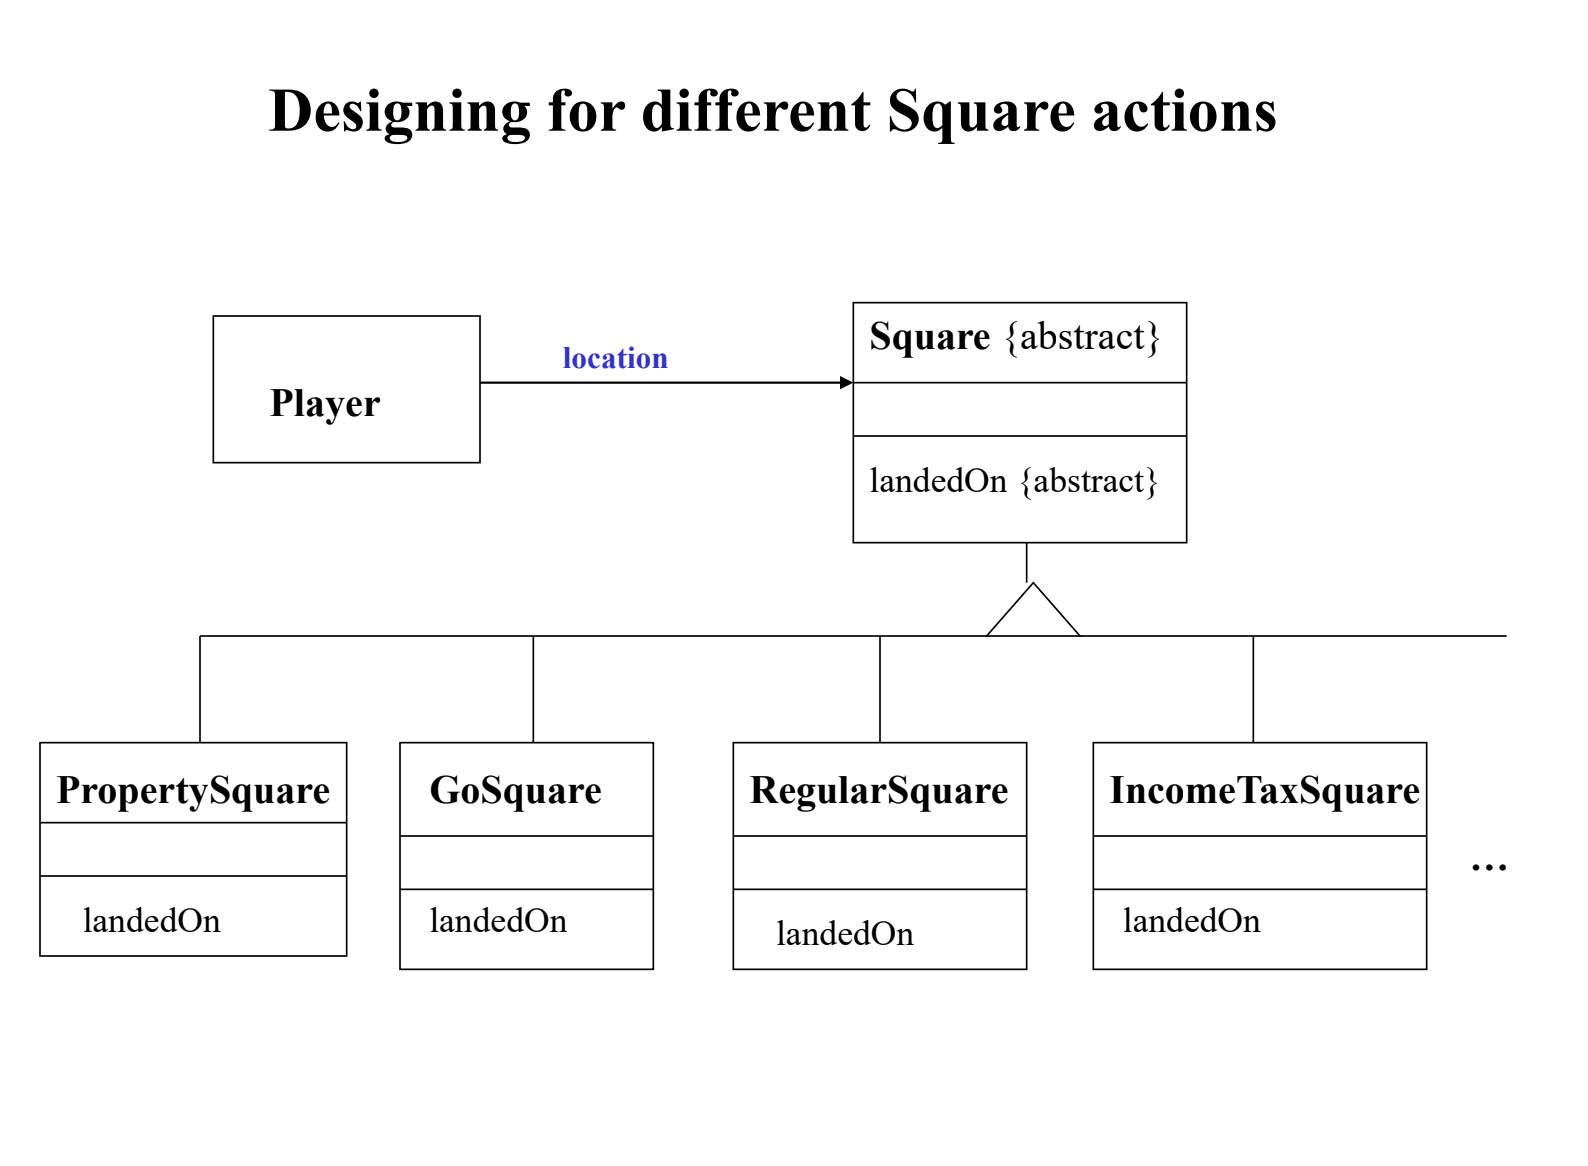 Designing for different Square actions
Player
location
Square {abstract}
landedOn {abstract}
PropertySquare
landedOn
GoSquare
landedOn
RegularSquare
landedOn
IncomeTaxSquare
landedOn
...